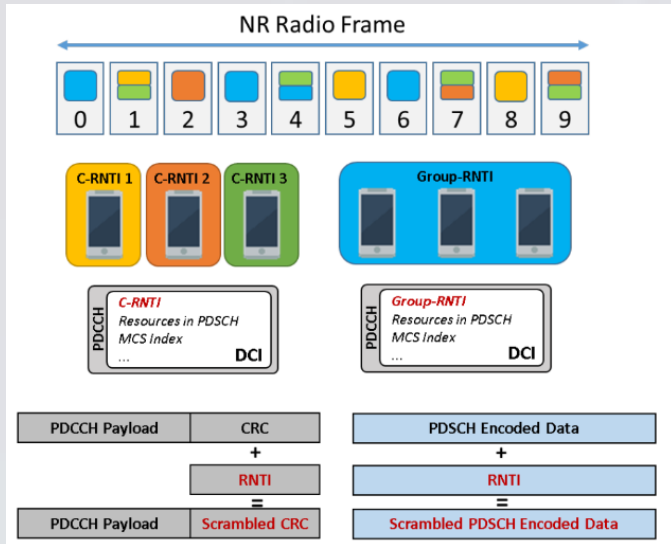 NR Radio Frame
0 1 2 3 4 5 6 7 8 9
C-RNTI 1 C-RNTI 2 C-RNTI 3 Group-RNTI
PDCCH
C-RNTI
Resources in PDSCH
MCS Index
...
DCI
PDCCH
Group-RNTI
Resources in PDSCH
MCS Index
...
DCI
PDCCH Payload CRC
+
RNTI
=
PDCCH Payload Scrambled CRC
PDSCH Encoded Data
+
RNTI
=
Scrambled PDSCH Encoded Data